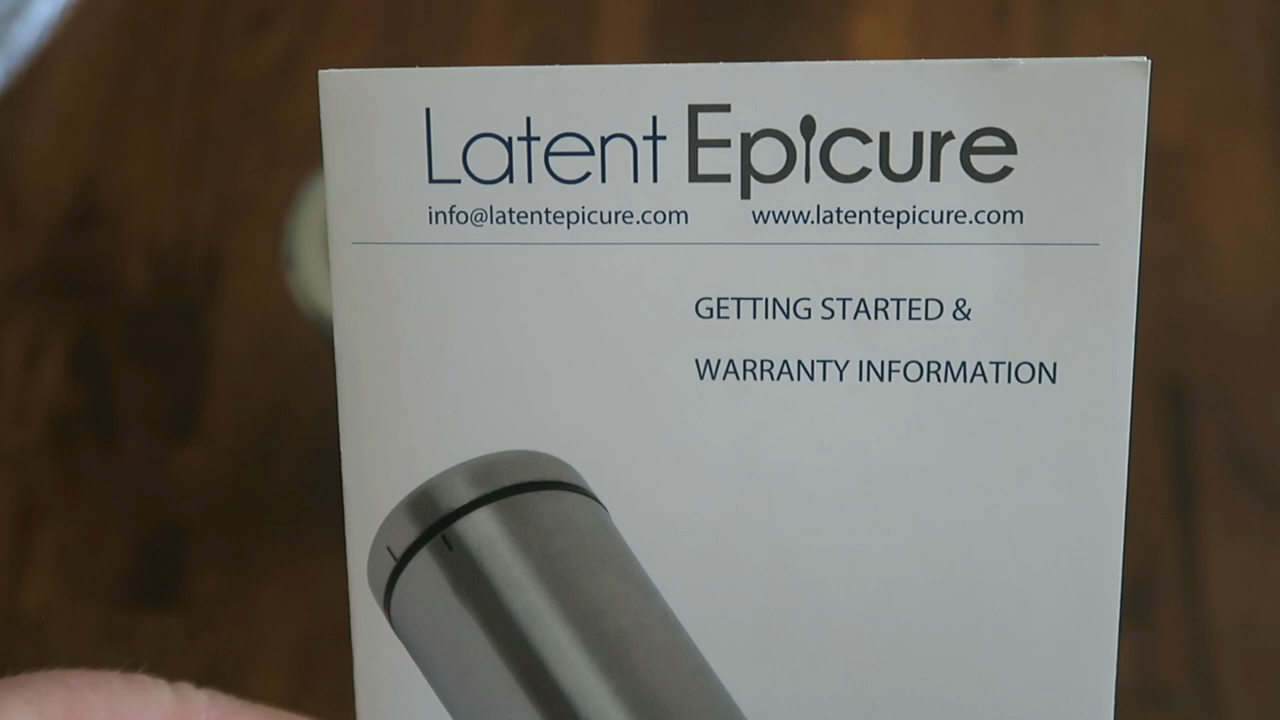 Latent Epicure
info@latentepicure.com www.latentepicure.com
GETTING STARTED &
WARRANTY INFORMATION